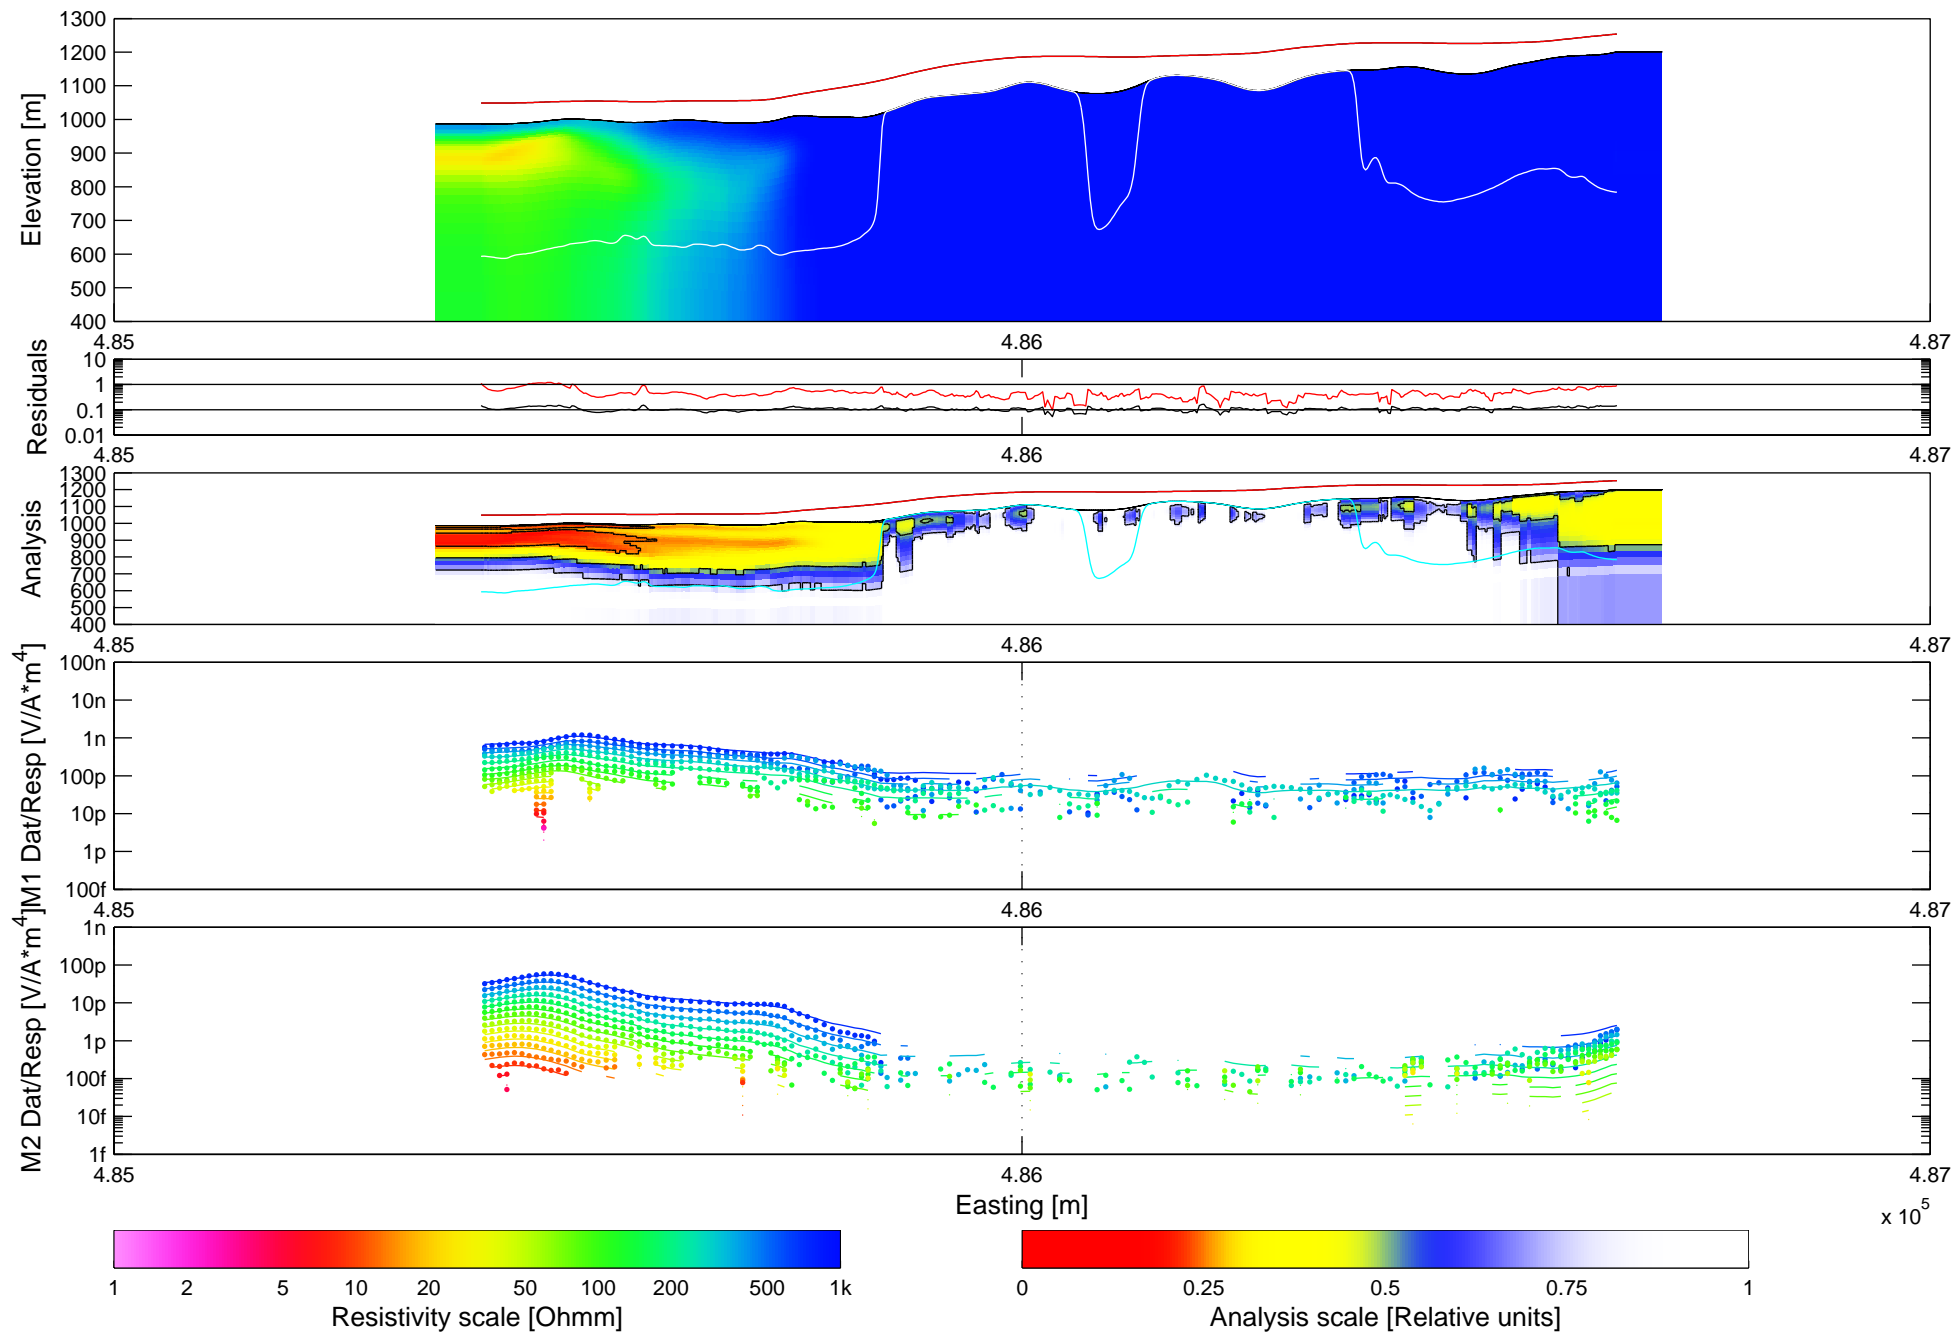 1300
1200
1100
1000
900
800
700
600
500
400
Elevation [m]
4.85 4.86 4.87
10
1
0.1
0.01
Residuals
4.85 4.86 4.87
1300
1200
1100
1000
900
800
700
600
500
400
Analysis
4.85 4.86 4.87
100n
10n
1n
100p
10p
1p
100f
M1 Dat/Resp [V/A*m^4]
4.85 4.86 4.87
1n
100p
10p
1p
100f
10f
1f
M2 Dat/Resp [V/A*m^4]
4.85 4.86 4.87
Easting [m]
x 10^5
1 2 5 10 20 50 100 200 500 1k
Resistivity scale [Ohmm]
0 0.25 0.5 0.75 1
Analysis scale [Relative units]